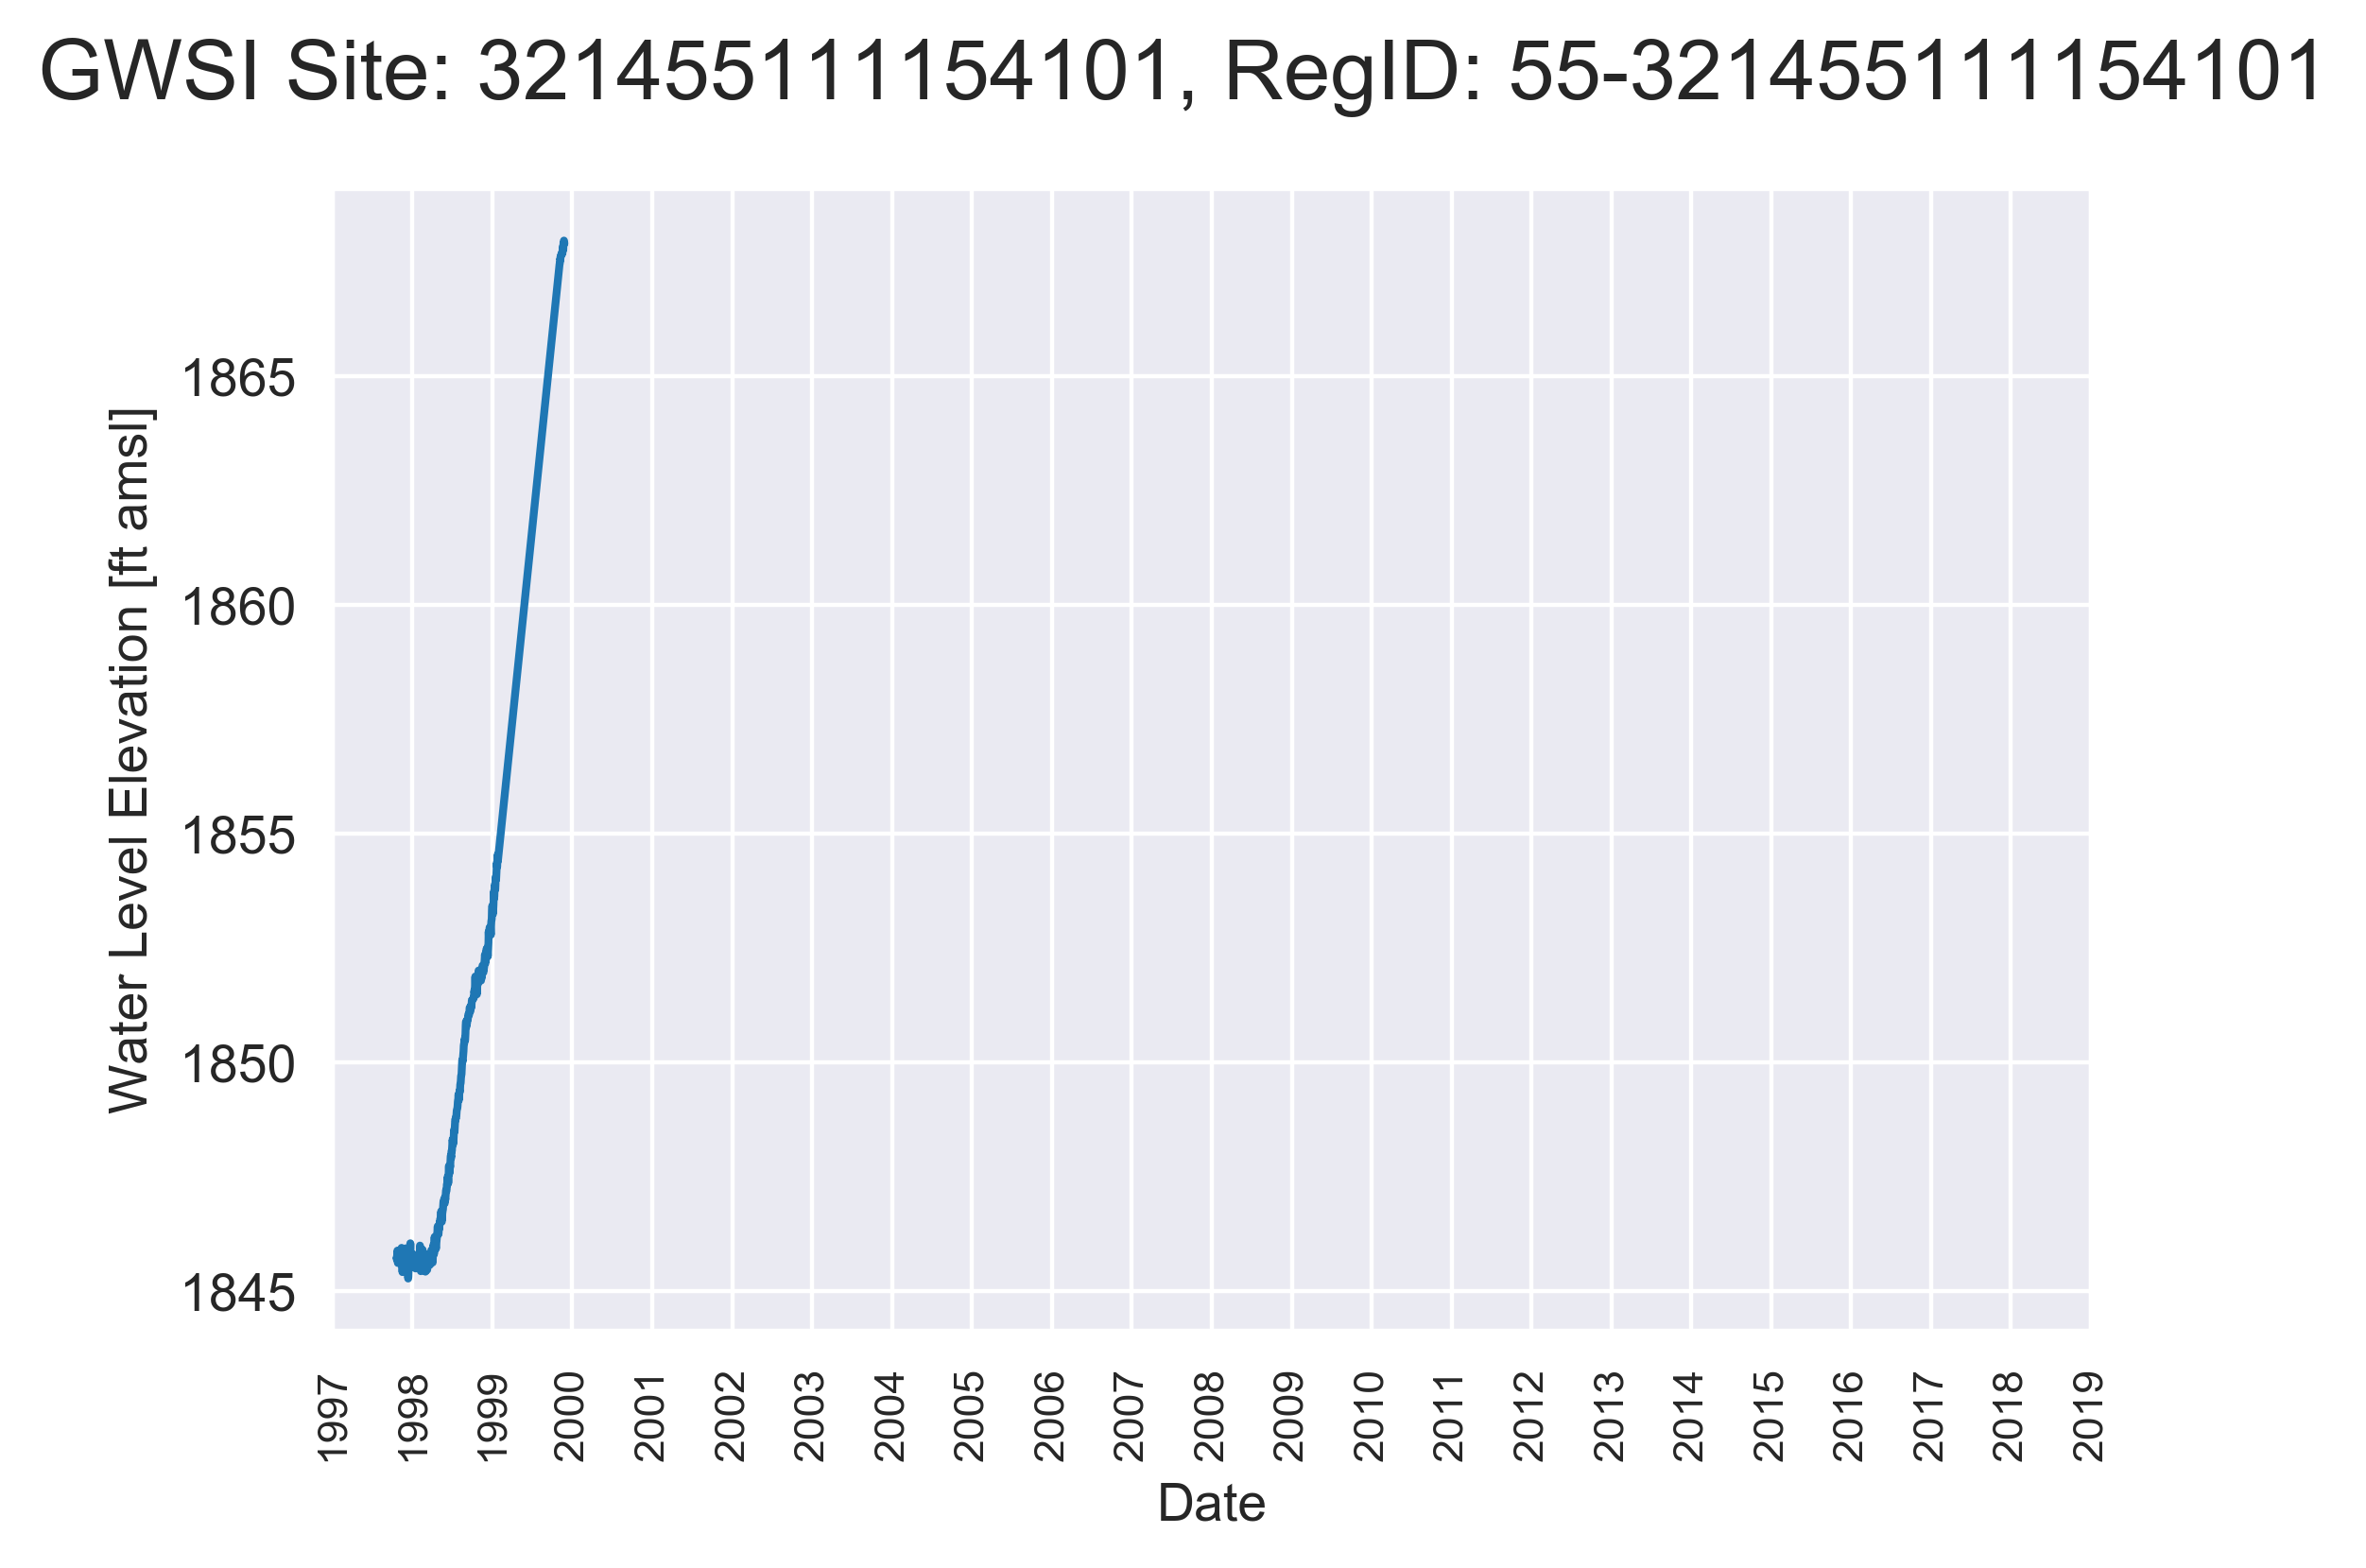 GWSI Site: 321455111154101, RegID: 55-321455111154101
Water Level Elevation [ft amsl]
1865
1860
1855
1850
1845
1997 1998 1999 2000 2001 2002 2003 2004 2005 2006 2007 2008 2009 2010 2011 2012 2013 2014 2015 2016 2017 2018 2019
Date